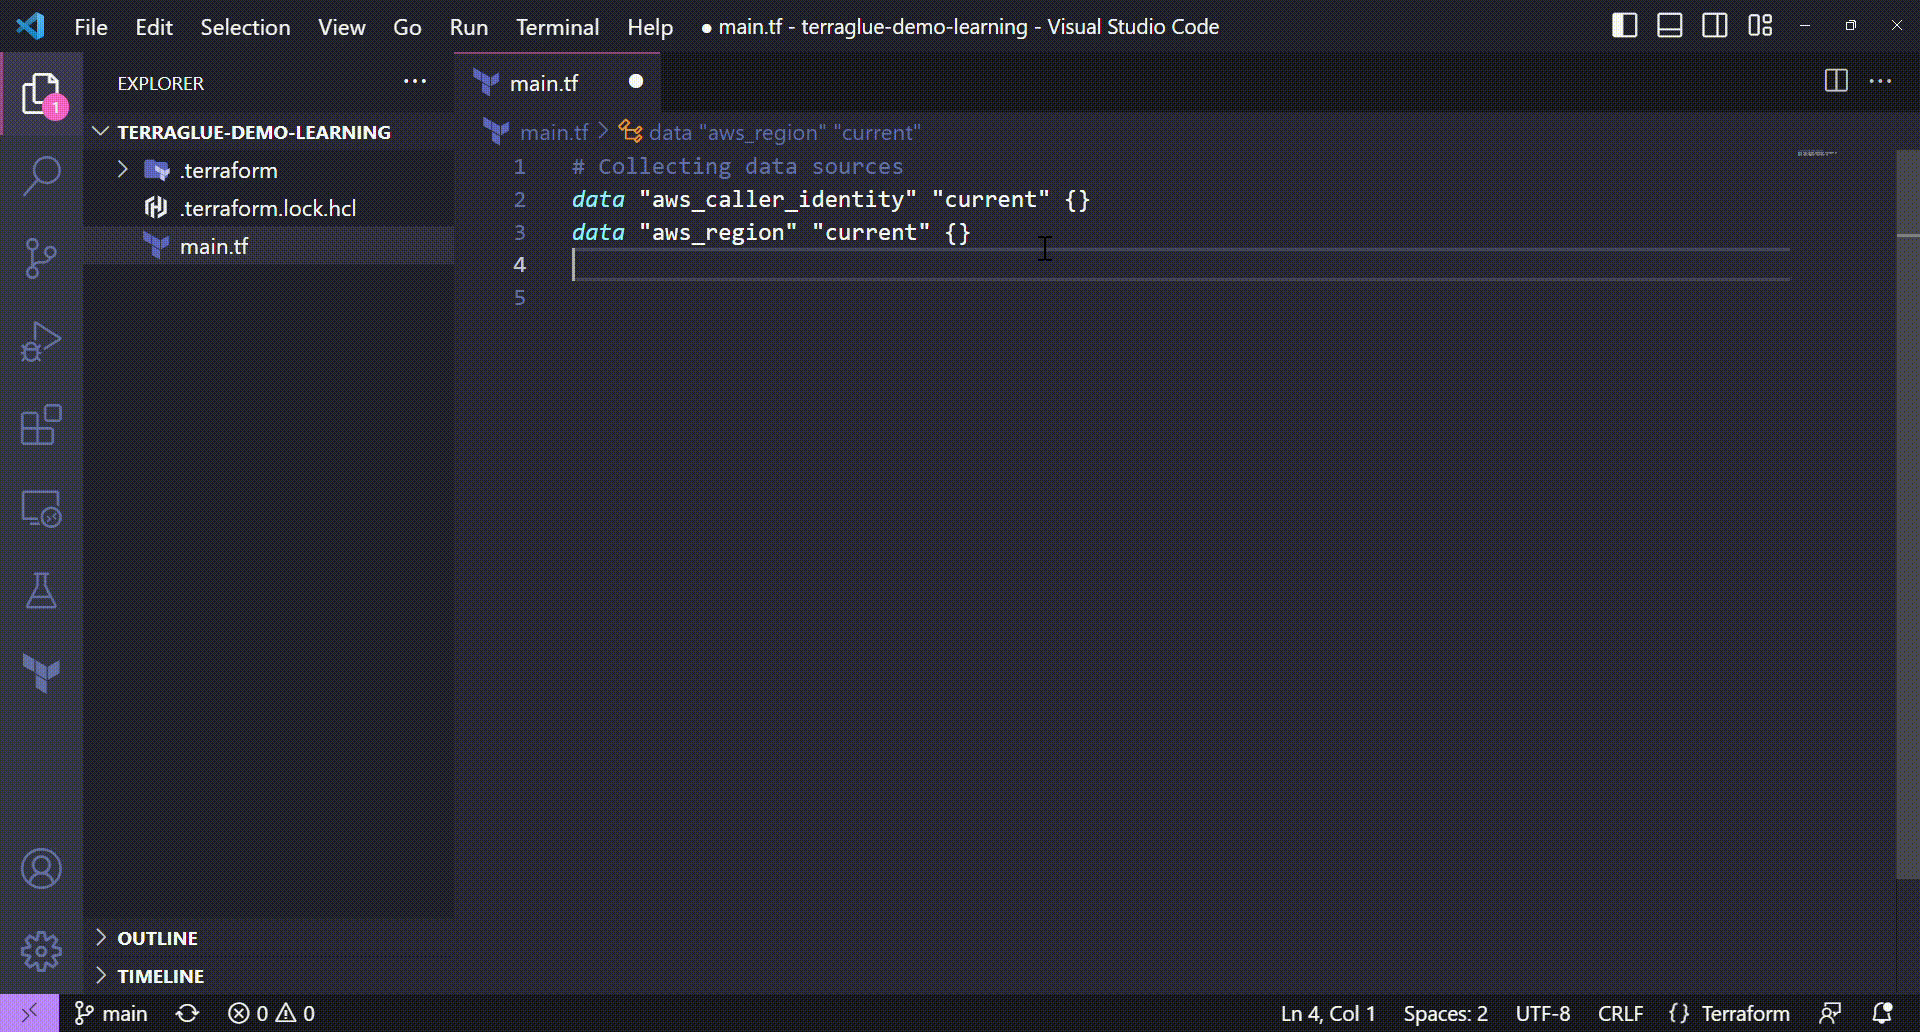 File Edit Selection View Go Run Terminal Help ● main.tf - terraglue-demo-learning - Visual Studio Code
EXPLORER ···
1
TERRAGLUE-DEMO-LEARNING
.terraform
.terraform.lock.hcl
main.tf
OUTLINE
TIMELINE
main.tf
main.tf > data "aws_region" "current"
1 # Collecting data sources
2 data "aws_caller_identity" "current" {}
3 data "aws_region" "current" {}
4
5
main 0 0 Ln 4, Col 1 Spaces: 2 UTF-8 CRLF {} Terraform